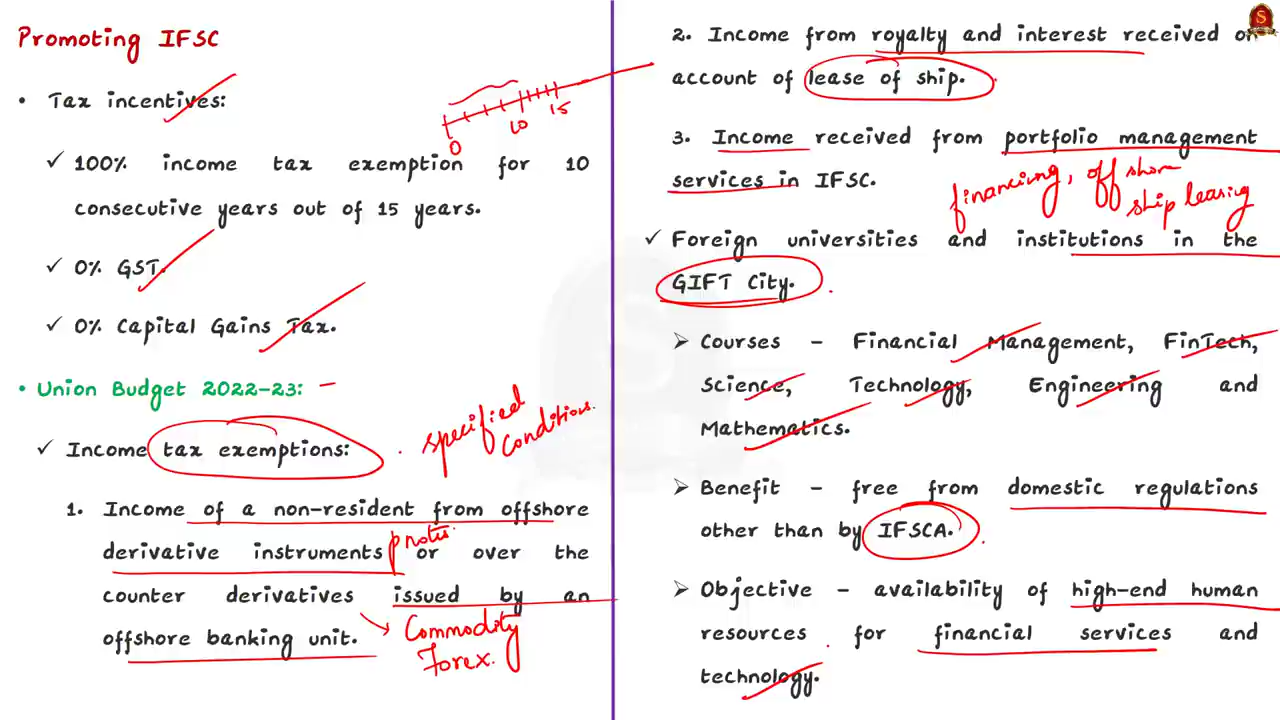 Promoting IFSC
• Tax incentives:
0
10
15
✓ 100% income tax exemption for 10
consecutive years out of 15 years.
✓ 0% GST.
✓ 0% Capital Gains Tax.
• Union Budget 2022-23:
✓ Income tax exemptions:
specified
conditions.
1. Income of a non-resident from offshore
derivative instruments or over the
counter derivatives issued by an
offshore banking unit.
Commodity
Forex.
2. Income from royalty and interest received on
account of lease of ship.
3. Income received from portfolio management
services in IFSC.
financing, off shore
ship leasing
✓ Foreign universities and institutions in the
GIFT City.
➢ Courses - Financial Management, FinTech,
Science, Technology, Engineering and
Mathematics.
➢ Benefit - free from domestic regulations
other than by IFSCA.
➢ Objective - availability of high-end human
resources for financial services and
technology.
S